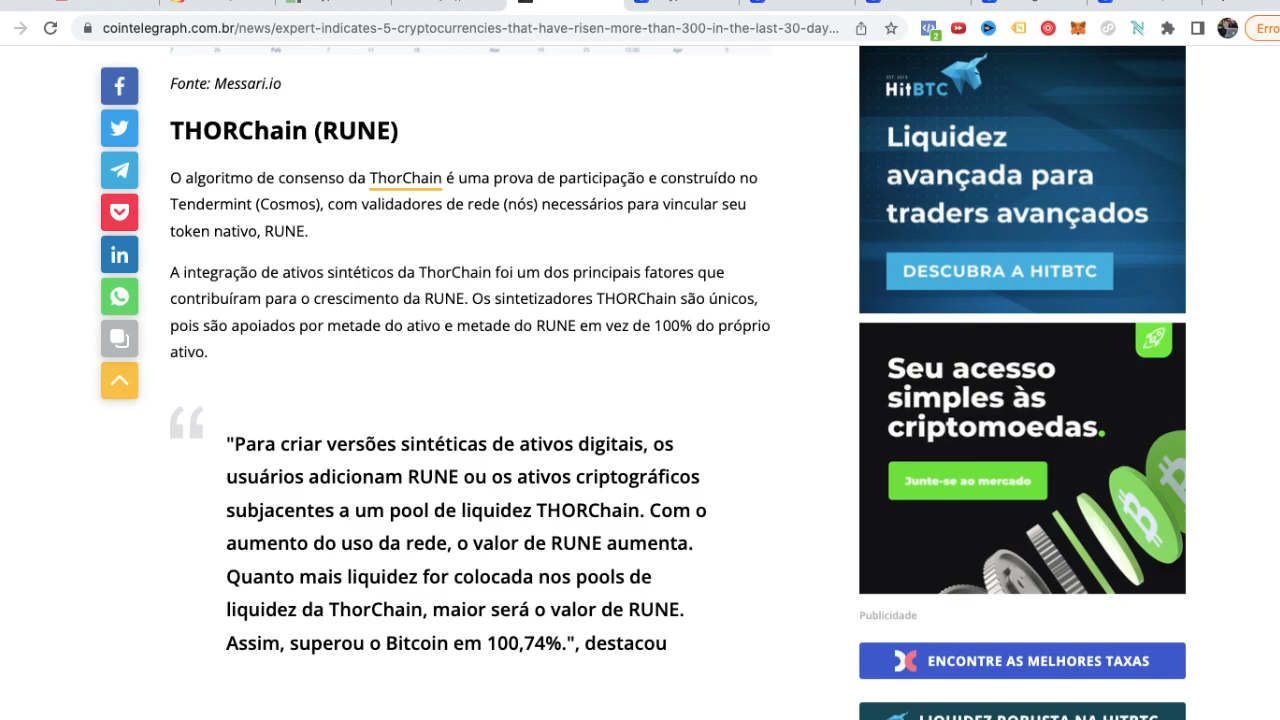 cointelegraph.com.br/news/expert-indicates-5-cryptocurrencies-that-have-risen-more-than-300-in-the-last-30-day...
2
Erro
Fonte: Messari.io
THORChain (RUNE)
O algoritmo de consenso da ThorChain é uma prova de participação e construído no
Tendermint (Cosmos), com validadores de rede (nós) necessários para vincular seu
token nativo, RUNE.
A integração de ativos sintéticos da ThorChain foi um dos principais fatores que
contribuíram para o crescimento da RUNE. Os sintetizadores THORChain são únicos,
pois são apoiados por metade do ativo e metade do RUNE em vez de 100% do próprio
ativo.
"Para criar versões sintéticas de ativos digitais, os
usuários adicionam RUNE ou os ativos criptográficos
subjacentes a um pool de liquidez THORChain. Com o
aumento do uso da rede, o valor de RUNE aumenta.
Quanto mais liquidez for colocada nos pools de
liquidez da ThorChain, maior será o valor de RUNE.
Assim, superou o Bitcoin em 100,74%.", destacou
EST. 2013
HitBTC
Liquidez
avançada para
traders avançados
DESCUBRA A HITBTC
Seu acesso
simples às
criptomoedas.
Junte-se ao mercado
Publicidade
ENCONTRE AS MELHORES TAXAS
LIQUIDEZ ROBUSTA NA HITBTC